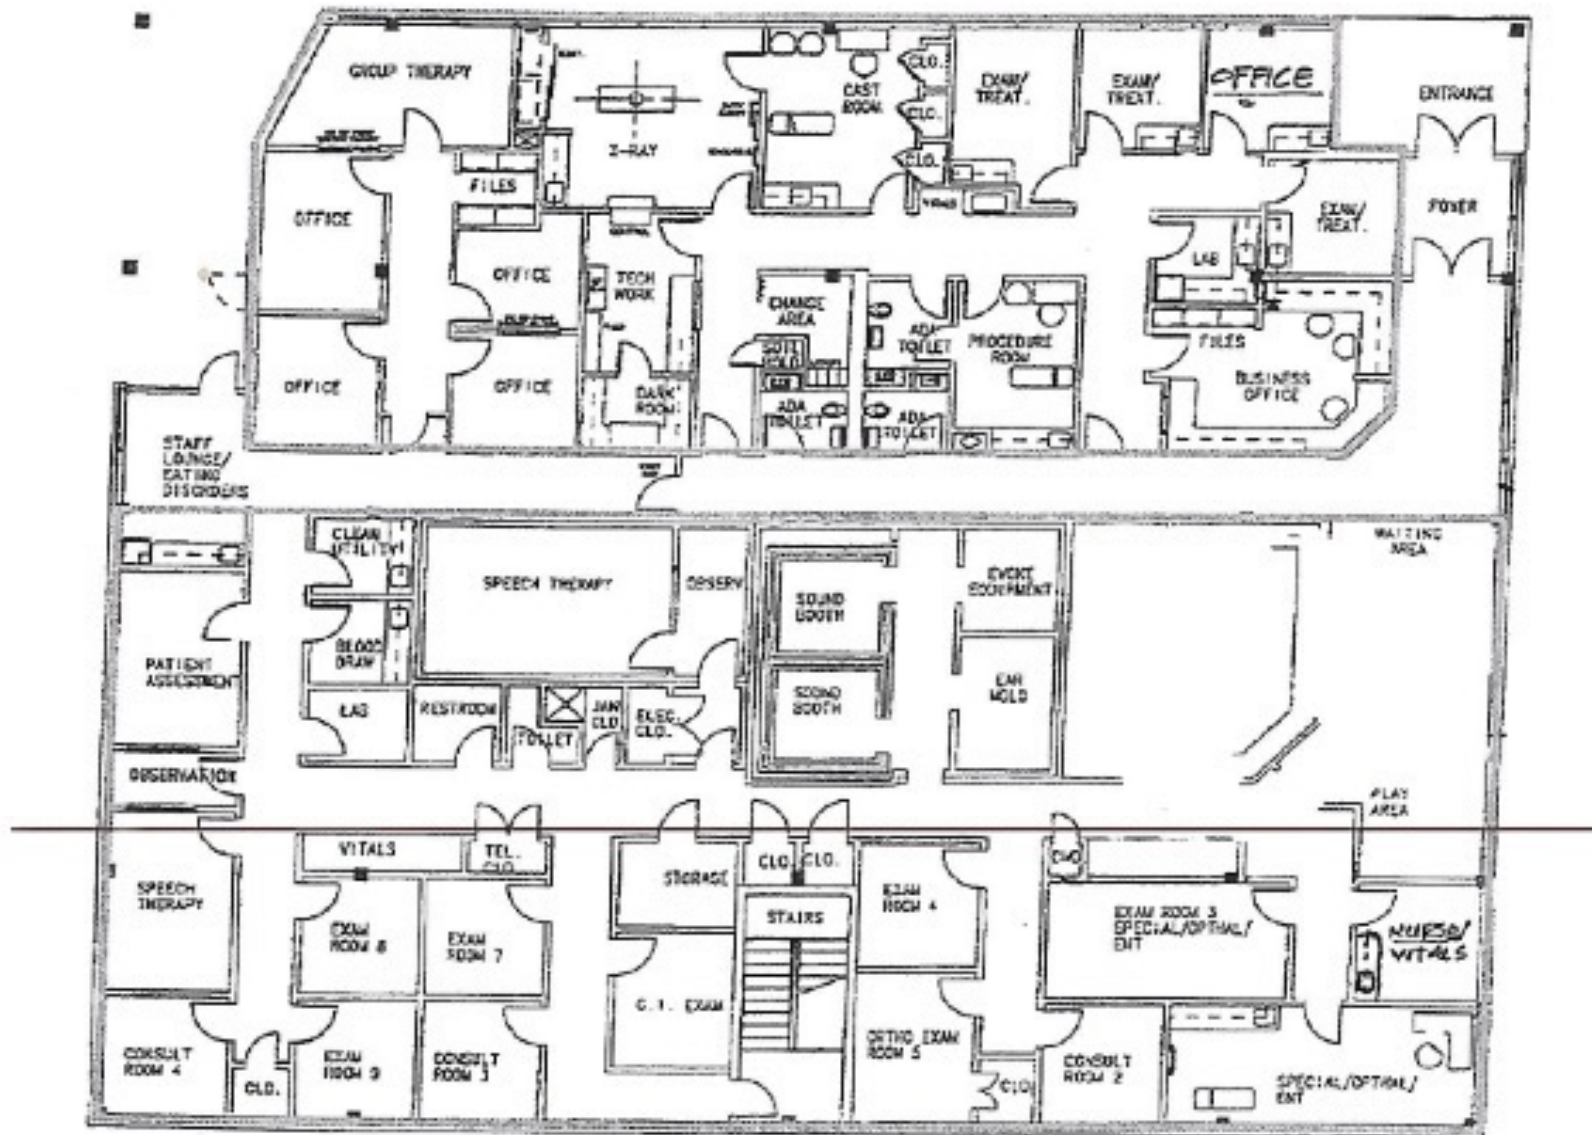 GROUP THERAPY
CLO.
CAST
ROOM
EXAM/
TREAT.
EXAM/
TREAT.
OFFICE
ENTRANCE
CLO.
X-RAY
CLO.
FILES
OFFICE
EXAM/
TREAT.
FOYER
LAB
OFFICE
TECH
WORK
CHANGE
AREA
ADA
TOILET
PROCEDURE
ROOM
FILES
OFFICE
OFFICE
DARK
ROOM
ADA
TOILET
ADA
TOILET
BUSINESS
OFFICE
STAFF
LOUNGE/
EATING
DISORDERS
CLEAN
UTILITY
SPEECH THERAPY
OBSERV
SOUND
BOOTH
EVOKE
EQUIPMENT
WAITING
AREA
BLOOD
DRAW
PATIENT
ASSESSMENT
LAB
RESTROOM
TOILET
JAN
CLO.
ELEC.
CLO.
SOUND
BOOTH
EAR
MOLD
OBSERVATION
PLAY
AREA
VITALS
TEL.
CLO.
STORAGE
CLO.
CLO.
SPEECH
THERAPY
EXAM
ROOM 8
EXAM
ROOM 7
STAIRS
EXAM
ROOM 4
EXAM ROOM 3
SPECIAL/OPTHAL/
ENT
NURSE/
VITALS
G.I. EXAM
CONSULT
ROOM 4
CLO.
EXAM
ROOM 9
CONSULT
ROOM 3
ORTHO EXAM
ROOM 5
CLO
CONSULT
ROOM 2
SPECIAL/OPTHAL/
ENT